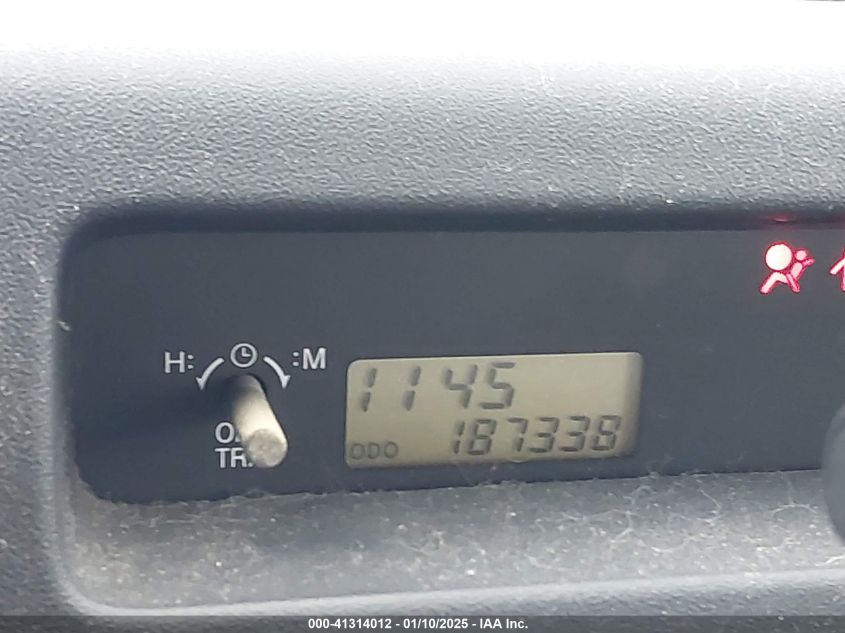 H: :M
1145
ODO 187338
000-41314012 - 01/10/2025 - IAA Inc.